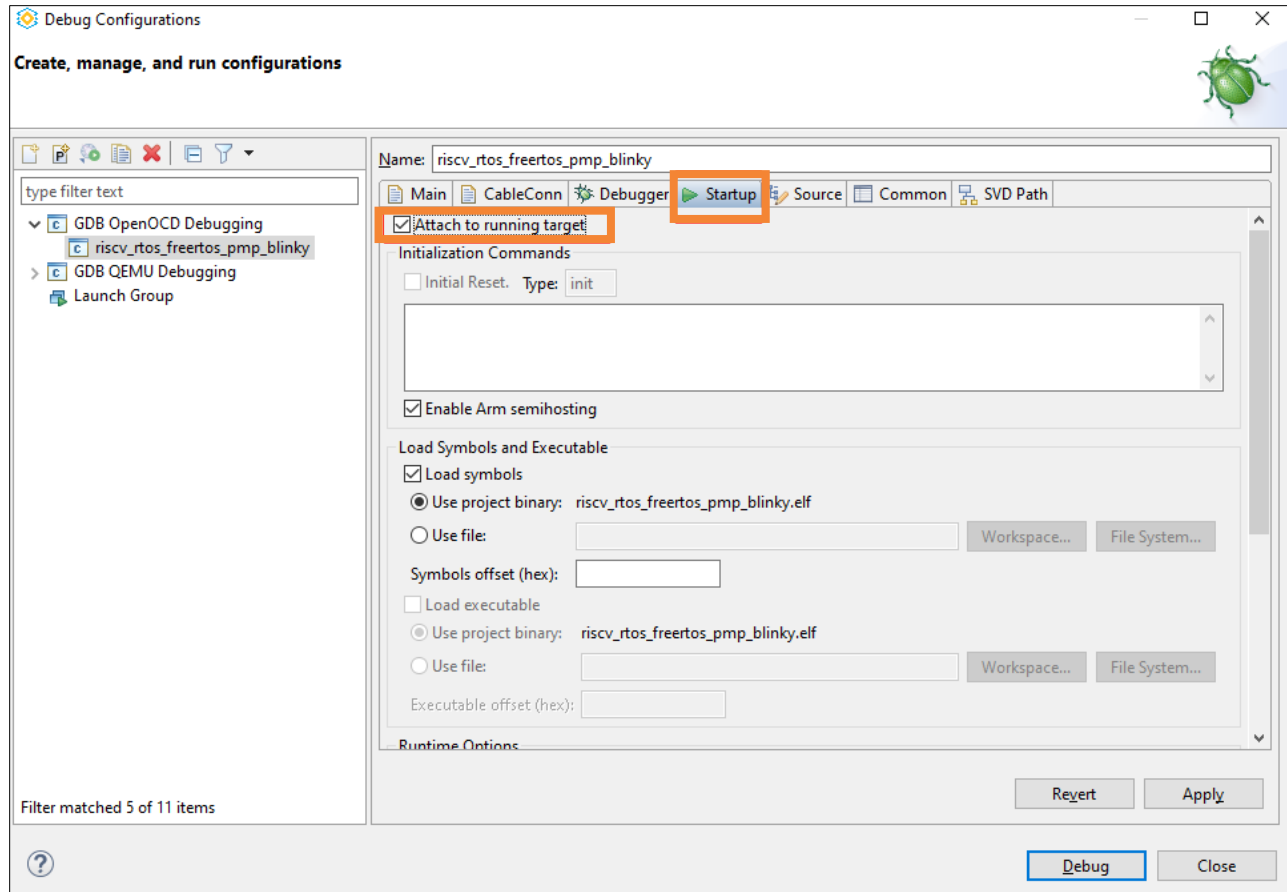 Debug Configurations
Create, manage, and run configurations
type filter text
GDB OpenOCD Debugging
riscv_rtos_freertos_pmp_blinky
GDB QEMU Debugging
Launch Group
Filter matched 5 of 11 items
Name: riscv_rtos_freertos_pmp_blinky
Main CableConn Debugger Startup Source Common SVD Path
Attach to running target
Initialization Commands
Initial Reset. Type: init
Enable Arm semihosting
Load Symbols and Executable
Load symbols
Use project binary: riscv_rtos_freertos_pmp_blinky.elf
Use file: Workspace... File System...
Symbols offset (hex):
Load executable
Use project binary: riscv_rtos_freertos_pmp_blinky.elf
Use file: Workspace... File System...
Executable offset (hex):
Runtime Options
Revert Apply
Debug Close